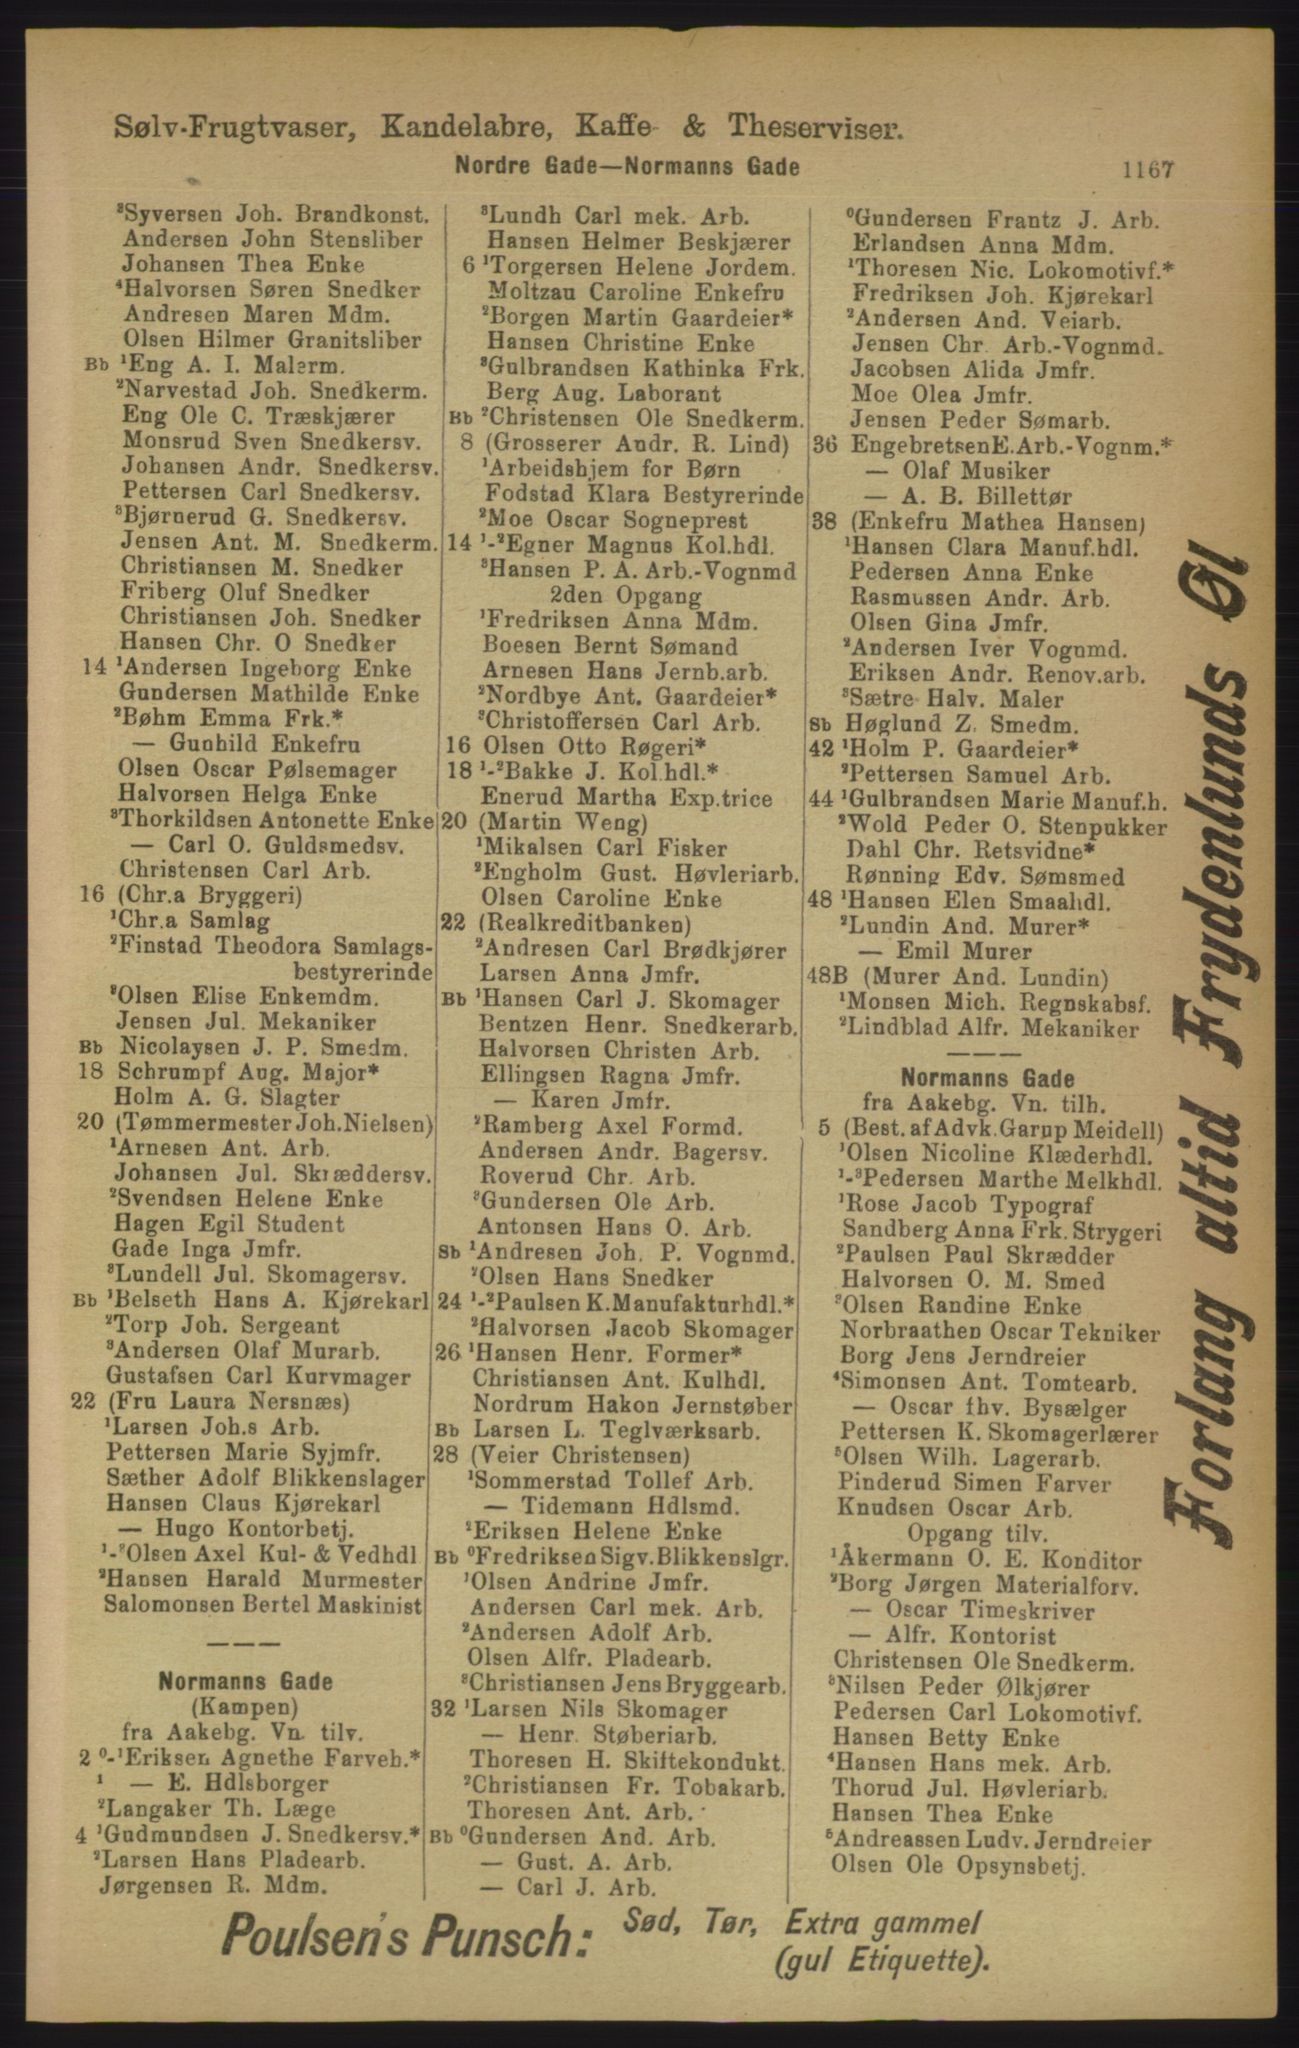 Sølv-Frugtvaser, Kandelabre, Kaffe- & Theserviser.
Nordre Gade—Normanns Gade
1167
³Syversen Joh. Brandkonst.
Andersen John Stensliber
Johansen Thea Enke
⁴Halvorsen Søren Snedker
Andresen Maren Mdm.
Olsen Hilmer Granitsliber
Bb ¹Eng A. I. Malerm.
²Narvestad Joh. Snedkerm.
Eng Ole C. Træskjærer
Monsrud Sven Snedkersv.
Johansen Andr. Snedkersv.
Pettersen Carl Snedkersv.
³Bjørnerud G. Snedkersv.
Jensen Ant. M. Snedkerm.
Christiansen M. Snedker
Friberg Oluf Snedker
Christiansen Joh. Snedker
Hansen Chr. O Snedker
14 ¹Andersen Ingeborg Enke
Gundersen Mathilde Enke
²Bøhm Emma Frk.*
— Gunhild Enkefru
Olsen Oscar Pølsemager
Halvorsen Helga Enke
³Thorkildsen Antonette Enke
— Carl O. Guldsmedsv.
Christensen Carl Arb.
16 (Chr.a Bryggeri)
¹Chr.a Samlag
²Finstad Theodora Samlags-
bestyrerinde
³Olsen Elise Enkemdm.
Jensen Jul. Mekaniker
Bb Nicolaysen J. P. Smedm.
18 Schrumpf Aug. Major*
Holm A. G. Slagter
20 (Tømmermester Joh. Nielsen)
¹Arnesen Ant. Arb.
Johansen Jul. Skræddersv.
²Svendsen Helene Enke
Hagen Egil Student
Gade Inga Jmfr.
³Lundell Jul. Skomagersv.
Bb ¹Belseth Hans A. Kjørekarl
²Torp Joh. Sergeant
³Andersen Olaf Murarb.
Gustafsen Carl Kurvmager
22 (Fru Laura Nersnæs)
¹Larsen Joh.s Arb.
Pettersen Marie Syjmfr.
Sæther Adolf Blikkenslager
Hansen Claus Kjørekarl
— Hugo Kontorbetj.
¹-²Olsen Axel Kul- & Vedhdl
²Hansen Harald Murmester
Salomonsen Bertel Maskinist
———
Normanns Gade
(Kampen)
fra Aakebg. Vn. tilv.
2 ⁰-¹Eriksen Agnethe Farveh.*
¹ — E. Hdlsborger
²Langaker Th. Læge
4 ¹Gudmundsen J. Snedkersv.*
²Larsen Hans Pladearb.
Jørgensen R. Mdm.
³Lundh Carl mek. Arb.
Hansen Helmer Beskjærer
6 ¹Torgersen Helene Jordem.
Moltzau Caroline Enkefru
²Borgen Martin Gaardeier*
Hansen Christine Enke
³Gulbrandsen Kathinka Frk.
Berg Aug. Laborant
Bb ²Christensen Ole Snedkerm.
8 (Grosserer Andr. R. Lind)
¹Arbeidshjem for Børn
Fodstad Klara Bestyrerinde
²Moe Oscar Sogneprest
14 ¹-²Egner Magnus Kol.hdl.
³Hansen P. A. Arb.-Vognmd
2den Opgang
¹Fredriksen Anna Mdm.
Boesen Bernt Sømand
Arnesen Hans Jernb.arb.
²Nordbye Ant. Gaardeier*
³Christoffersen Carl Arb.
16 Olsen Otto Røgeri*
18 ¹-²Bakke J. Kol.hdl.*
Enerud Martha Exp.trice
20 (Martin Weng)
¹Mikalsen Carl Fisker
²Engholm Gust. Høvleriarb.
Olsen Caroline Enke
22 (Realkreditbanken)
²Andresen Carl Brødkjører
Larsen Anna Jmfr.
Bb ¹Hansen Carl J. Skomager
Bentzen Henr. Snedkerarb.
Halvorsen Christen Arb.
Ellingsen Ragna Jmfr.
— Karen Jmfr.
²Ramberg Axel Formd.
Andersen Andr. Bagersv.
Roverud Chr. Arb.
³Gundersen Ole Arb.
Antonsen Hans O. Arb.
Sb ¹Andresen Joh. P. Vognmd.
²Olsen Hans Snedker
24 ¹-²Paulsen K. Manufakturhdl.*
²Halvorsen Jacob Skomager
26 ¹Hansen Henr. Former*
Christiansen Ant. Kulhdl.
Nordrum Hakon Jernstøber
Bb Larsen L. Teglværksarb.
28 (Veier Christensen)
¹Sommerstad Tollef Arb.
— Tidemann Hdlsmd.
²Eriksen Helene Enke
Bb ⁰Fredriksen Sigv. Blikkenslgr.
¹Olsen Andrine Jmfr.
Andersen Carl mek. Arb.
²Andersen Adolf Arb.
Olsen Alfr. Pladearb.
³Christiansen Jens Bryggearb.
32 ¹Larsen Nils Skomager
— Henr. Støberiarb.
Thoresen H. Skiftekondukt.
²Christiansen Fr. Tobakarb.
Thoresen Ant. Arb.
Bb ⁰Gundersen And. Arb.
— Gust. A. Arb.
— Carl J. Arb.
⁰Gundersen Frantz J. Arb.
Erlandsen Anna Mdm.
¹Thoresen Nic. Lokomotivf.*
Fredriksen Joh. Kjørekarl
²Andersen And. Veiarb.
Jensen Chr. Arb.-Vognmd.
Jacobsen Alida Jmfr.
Moe Olea Jmfr.
Jensen Peder Sømarb.
36 Engebretsen E. Arb.-Vognm.*
— Olaf Musiker
— A. B. Billettør
38 (Enkefru Mathea Hansen)
¹Hansen Clara Manuf.hdl.
Pedersen Anna Enke
Rasmussen Andr. Arb.
Olsen Gina Jmfr.
²Andersen Iver Vognmd.
Eriksen Andr. Renov.arb.
³Sætre Halv. Maler
Sb Høglund Z. Smedm.
42 ¹Holm P. Gaardeier*
²Pettersen Samuel Arb.
44 ¹Gulbrandsen Marie Manuf.h.
²Wold Peder O. Stenpukker
Dahl Chr. Retsvidne*
Rønning Edv. Sømsmed
48 ¹Hansen Elen Smaahdl.
²Lundin And. Murer*
— Emil Murer
48B (Murer And. Lundin)
¹Monsen Mich. Regnskabsf.
²Lindblad Alfr. Mekaniker
———
Normanns Gade
fra Aakebg. Vn. tilh.
5 (Best. af Advk. Garup Meidell)
¹Olsen Nicoline Klæderhdl.
¹-³Pedersen Marthe Melkhdl.
¹Rose Jacob Typograf
Sandberg Anna Frk. Strygeri
²Paulsen Paul Skrædder
Halvorsen O. M. Smed
³Olsen Randine Enke
Norbraathen Oscar Tekniker
Borg Jens Jerndreier
⁴Simonsen Ant. Tomtearb.
— Oscar fhv. Bysælger
Pettersen K. Skomagerlærer
⁵Olsen Wilh. Lagerarb.
Pinderud Simen Farver
Knudsen Oscar Arb.
Opgang tilv.
¹Åkermann O. E. Konditor
²Borg Jørgen Materialforv.
— Oscar Timeskriver
— Alfr. Kontorist
Christensen Ole Snedkerm.
³Nilsen Peder Ølkjører
Pedersen Carl Lokomotivf.
Hansen Betty Enke
⁴Hansen Hans mek. Arb.
Thorud Jul. Høvleriarb.
Hansen Thea Enke
⁵Andreassen Ludv. Jerndreier
Olsen Ole Opsynsbetj.
Forlang altid Frydenlunds Øl
Poulsen's Punsch: Sød, Tør, Extra gammel
(gul Etiquette).